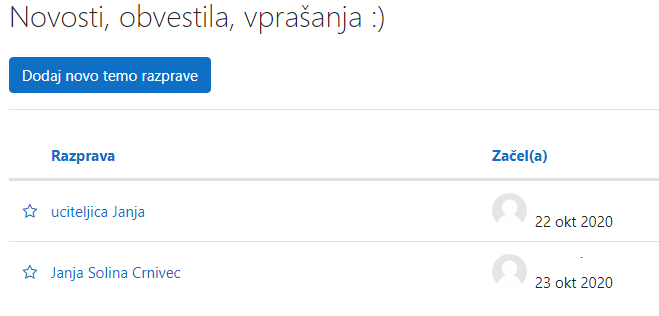 Novosti, obvestila, vprašanja :)
Dodaj novo temo razprave
Razprava Začel(a)
uciteljica Janja 22 okt 2020
Janja Solina Crnivec 23 okt 2020